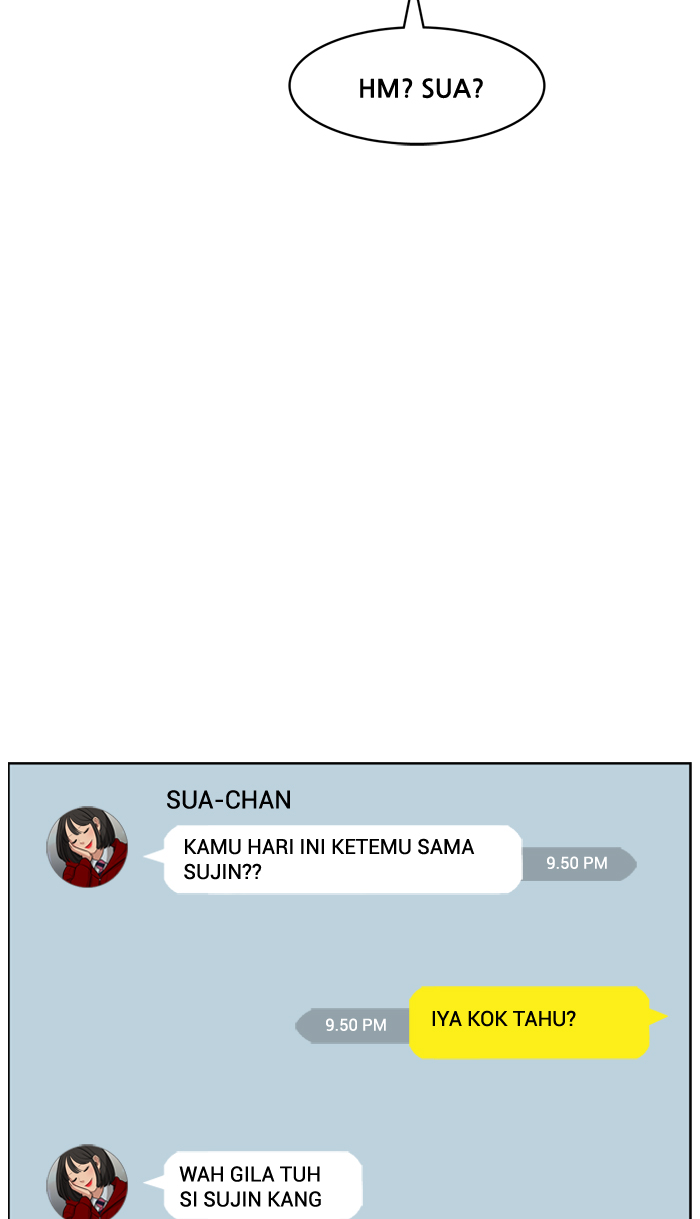 HM? SUA?
SUA-CHAN
KAMU HARI INI KETEMU SAMA
SUJIN??
9.50 PM
9.50 PM
IYA KOK TAHU?
WAH GILA TUH
SI SUJIN KANG